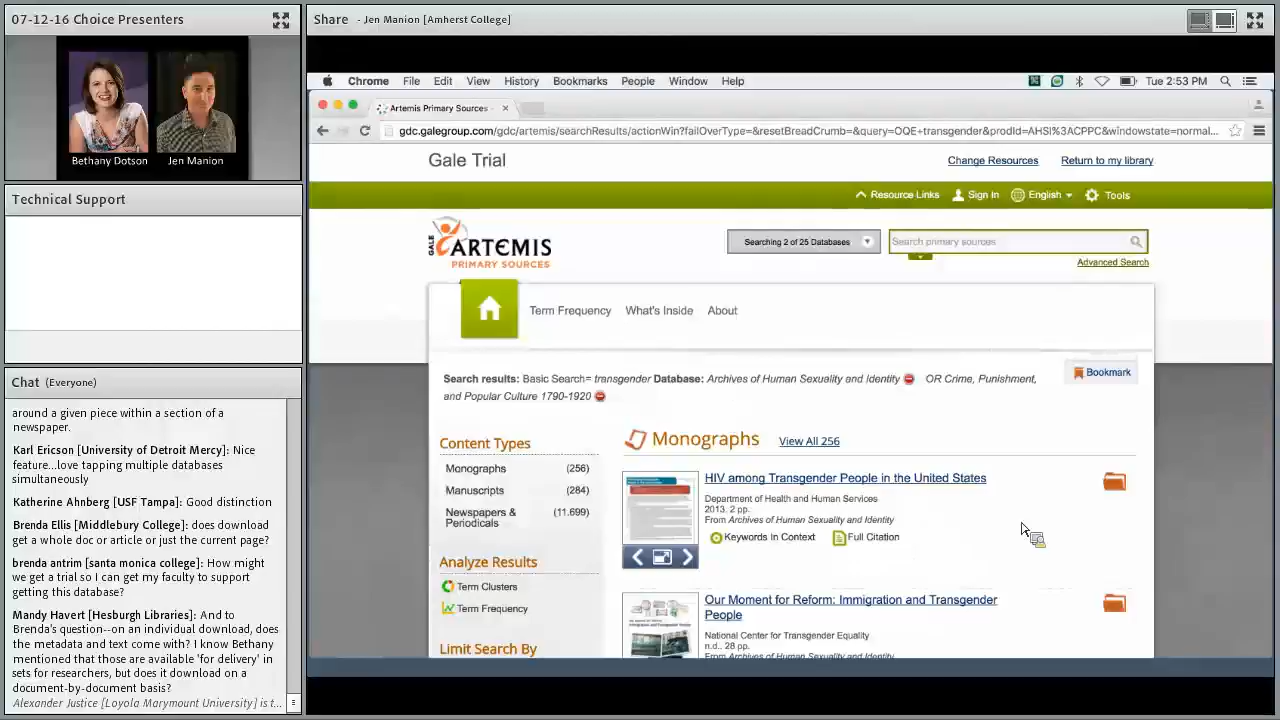 07-12-16 Choice Presenters
Bethany Dotson
Jen Manion
Technical Support
Chat (Everyone)
around a given piece within a section of a
newspaper.
Karl Ericson [University of Detroit Mercy]: Nice
feature...love tapping multiple databases
simultaneously
Katherine Ahnberg [USF Tampa]: Good distinction
Brenda Ellis [Middlebury College]: does download
get a whole doc or article or just the current page?
brenda antrim [santa monica college]: How might
we get a trial so I can get my faculty to support
getting this database?
Mandy Havert [Hesburgh Libraries]: And to
Brenda's question--on an individual download, does
the metadata and text come with? I know Bethany
mentioned that those are available 'for delivery' in
sets for researchers, but does it download on a
document-by-document basis?
Alexander Justice [Loyola Marymount University] is t...
Share - Jen Manion [Amherst College]
Chrome File Edit View History Bookmarks People Window Help
Tue 2:53 PM
Artemis Primary Sources -
gdc.galegroup.com/gdc/artemis/searchResults/actionWin?failOverType=&resetBreadCrumb=&query=OQE+transgender&prodId=AHSI%3ACPPC&windowstate=normal...
Gale Trial
Change Resources
Return to my library
Resource Links
Sign In
English
Tools
GALE
ARTEMIS
PRIMARY SOURCES
Searching 2 of 25 Databases
Search primary sources
Advanced Search
Term Frequency
What's Inside
About
Search results: Basic Search= transgender Database: Archives of Human Sexuality and Identity OR Crime, Punishment,
and Popular Culture 1790-1920
Bookmark
Content Types
Monographs (256)
Manuscripts (284)
Newspapers & (11,699)
Periodicals
Analyze Results
Term Clusters
Term Frequency
Limit Search By
Monographs View All 256
HIV among Transgender People in the United States
Department of Health and Human Services
2013. 2 pp.
From Archives of Human Sexuality and Identity
Keywords In Context
Full Citation
Our Moment for Reform: Immigration and Transgender
People
National Center for Transgender Equality
n.d.. 28 pp.
From Archives of Human Sexuality and Identity